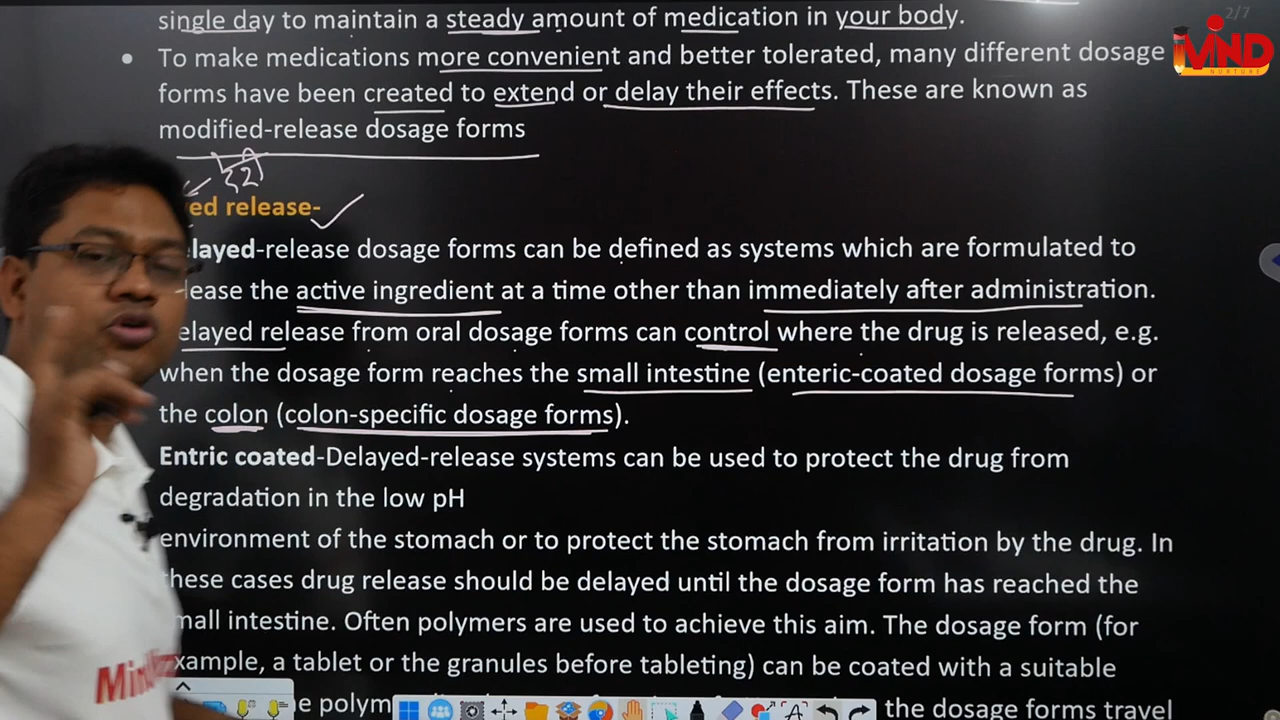 single day to maintain a steady amount of medication in your body.
2/7
MIND
NURTURE
• To make medications more convenient and better tolerated, many different dosage
forms have been created to extend or delay their effects. These are known as
modified-release dosage forms
2
ed release-
layed-release dosage forms can be defined as systems which are formulated to
lease the active ingredient at a time other than immediately after administration.
elayed release from oral dosage forms can control where the drug is released, e.g.
when the dosage form reaches the small intestine (enteric-coated dosage forms) or
the colon (colon-specific dosage forms).
Entric coated-Delayed-release systems can be used to protect the drug from
degradation in the low pH
environment of the stomach or to protect the stomach from irritation by the drug. In
these cases drug release should be delayed until the dosage form has reached the
mall intestine. Often polymers are used to achieve this aim. The dosage form (for
xample, a tablet or the granules before tableting) can be coated with a suitable
e polym
the dosage forms travel